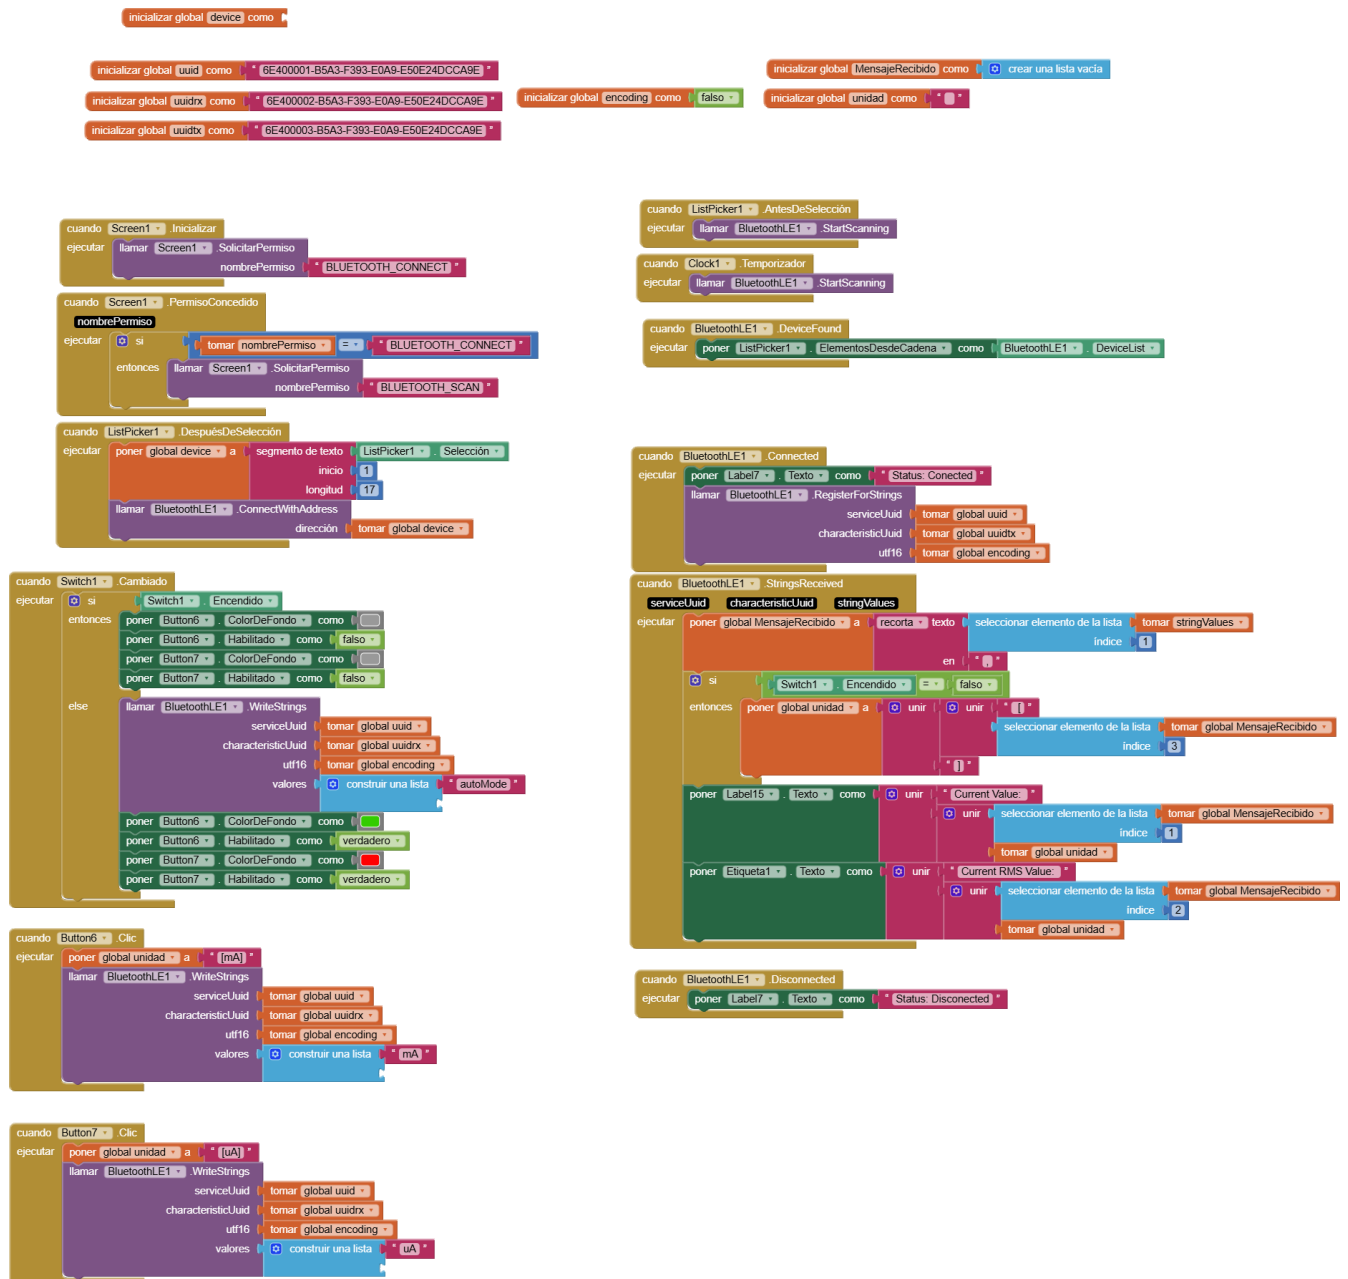 inicializar global device como
inicializar global uuid como " 6E400001-B5A3-F393-E0A9-E50E24DCCA9E "
inicializar global uuidrx como " 6E400002-B5A3-F393-E0A9-E50E24DCCA9E "
inicializar global uuidtx como " 6E400003-B5A3-F393-E0A9-E50E24DCCA9E "
inicializar global encoding como falso
inicializar global MensajeRecibido como crear una lista vacía
inicializar global unidad como " "
cuando Screen1 .Inicializar
ejecutar llamar Screen1 .SolicitarPermiso
nombrePermiso " BLUETOOTH_CONNECT "
cuando Screen1 .PermisoConcedido
nombrePermiso
ejecutar si tomar nombrePermiso = " BLUETOOTH_CONNECT "
entonces llamar Screen1 .SolicitarPermiso
nombrePermiso " BLUETOOTH_SCAN "
cuando ListPicker1 .DespuésDeSelección
ejecutar poner global device a segmento de texto ListPicker1 . Selección
inicio 1
longitud 17
llamar BluetoothLE1 .ConnectWithAddress
dirección tomar global device
cuando Switch1 .Cambiado
ejecutar si Switch1 . Encendido
entonces poner Button6 . ColorDeFondo como
poner Button6 . Habilitado como falso
poner Button7 . ColorDeFondo como
poner Button7 . Habilitado como falso
else llamar BluetoothLE1 .WriteStrings
serviceUuid tomar global uuid
characteristicUuid tomar global uuidrx
utf16 tomar global encoding
valores construir una lista " autoMode "
poner Button6 . ColorDeFondo como
poner Button6 . Habilitado como verdadero
poner Button7 . ColorDeFondo como
poner Button7 . Habilitado como verdadero
cuando Button6 .Clic
ejecutar poner global unidad a " [mA] "
llamar BluetoothLE1 .WriteStrings
serviceUuid tomar global uuid
characteristicUuid tomar global uuidrx
utf16 tomar global encoding
valores construir una lista " mA "
cuando Button7 .Clic
ejecutar poner global unidad a " [uA] "
llamar BluetoothLE1 .WriteStrings
serviceUuid tomar global uuid
characteristicUuid tomar global uuidrx
utf16 tomar global encoding
valores construir una lista " uA "
cuando ListPicker1 .AntesDeSelección
ejecutar llamar BluetoothLE1 .StartScanning
cuando Clock1 .Temporizador
ejecutar llamar BluetoothLE1 .StartScanning
cuando BluetoothLE1 .DeviceFound
ejecutar poner ListPicker1 . ElementosDesdeCadena como BluetoothLE1 . DeviceList
cuando BluetoothLE1 .Connected
ejecutar poner Label7 . Texto como " Status: Conected "
llamar BluetoothLE1 .RegisterForStrings
serviceUuid tomar global uuid
characteristicUuid tomar global uuidtx
utf16 tomar global encoding
cuando BluetoothLE1 .StringsReceived
serviceUuid characteristicUuid stringValues
ejecutar poner global MensajeRecibido a recorta texto seleccionar elemento de la lista tomar stringValues
índice 1
en " , "
si Switch1 . Encendido = falso
entonces poner global unidad a unir unir " [ "
seleccionar elemento de la lista tomar global MensajeRecibido
índice 3
" ] "
poner Label15 . Texto como unir " Current Value: "
unir seleccionar elemento de la lista tomar global MensajeRecibido
índice 1
tomar global unidad
poner Etiqueta1 . Texto como unir " Current RMS Value: "
unir seleccionar elemento de la lista tomar global MensajeRecibido
índice 2
tomar global unidad
cuando BluetoothLE1 .Disconnected
ejecutar poner Label7 . Texto como " Status: Disconected "